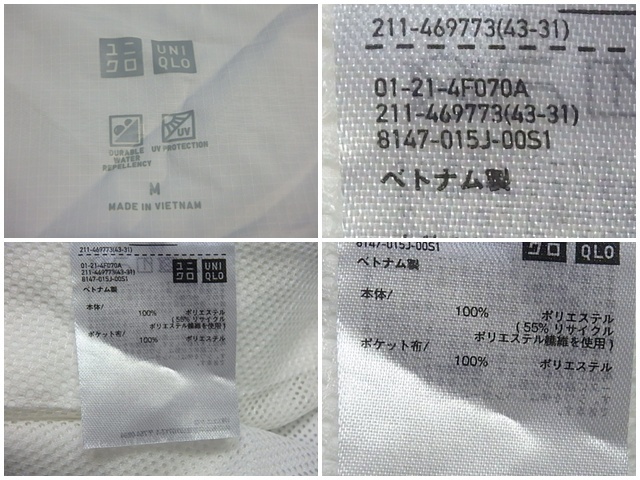 ユニクロ
UNIQLO
DURABLE WATER REPELLENCY
UV PROTECTION
M
MADE IN VIETNAM
211-469773(43-31)
01-21-4F070A
211-469773(43-31)
8147-015J-00S1
ベトナム製
211-469773(43-31)
01-21-4F070A
211-469773(43-31)
8147-015J-00S1
ユニクロ
UNIQLO
ベトナム製
本体/
100% ポリエステル
( 55% リサイクル
ポリエステル繊維を使用 )
ポケット布/
100% ポリエステル
8147-015J-00S1
クロ
QLO
ベトナム製
本体/
100% ポリエステル
( 55% リサイクル
ポリエステル繊維を使用 )
ポケット布/
100% ポリエステル